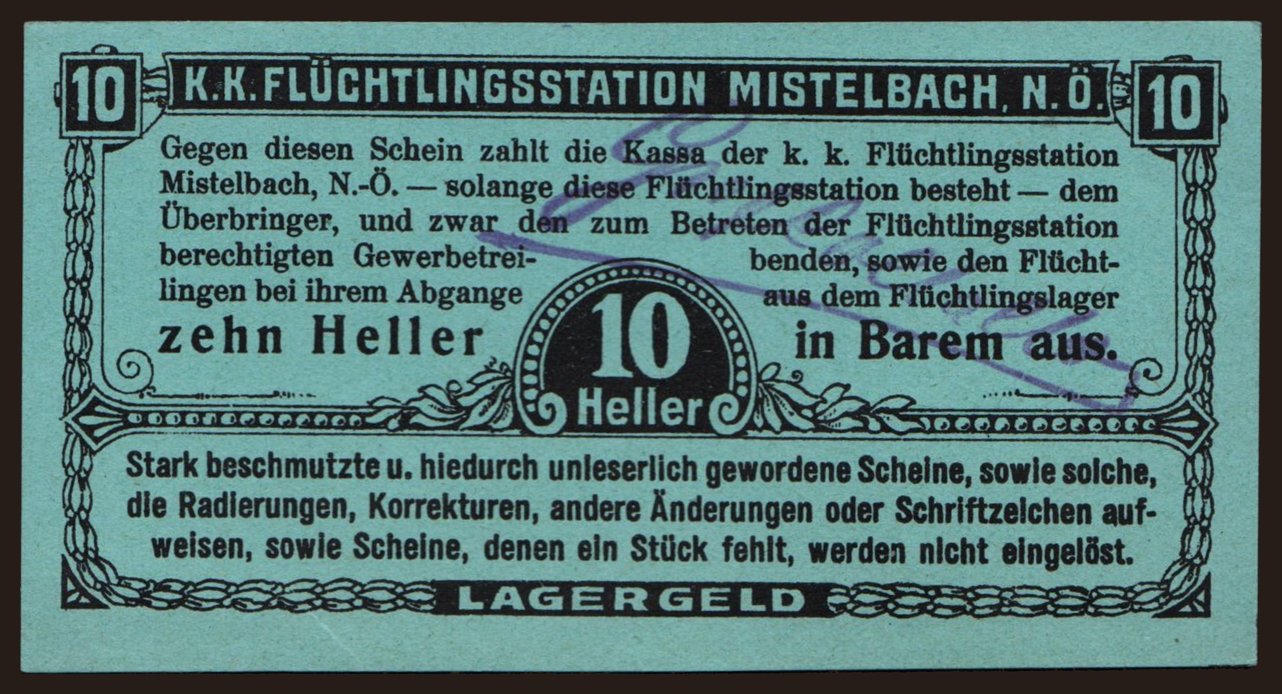 10 K.K.FLÜCHTLINGSSTATION MISTELBACH, N.Ö. 10
Gegen diesen Schein zahlt die Kassa der k. k. Flüchtlingsstation
Mistelbach, N.-Ö. — solange diese Flüchtlingsstation besteht — dem
Überbringer, und zwar den zum Betreten der Flüchtlingsstation
berechtigten Gewerbetrei- benden, sowie den Flücht-
lingen bei ihrem Abgange aus dem Flüchtlingslager
zehn Heller 10 in Barem aus.
Heller
Stark beschmutzte u. hiedurch unleserlich gewordene Scheine, sowie solche,
die Radierungen, Korrekturen, andere Änderungen oder Schriftzeichen auf-
weisen, sowie Scheine, denen ein Stück fehlt, werden nicht eingelöst.
LAGERGELD